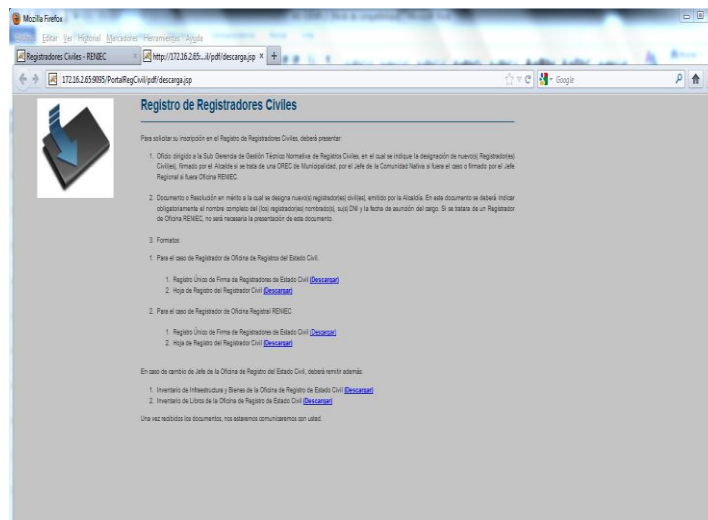 Mozilla Firefox
Editar Ver Historial Marcadores Herramientas Ayuda
Registradores Civiles - RENIEC × http://172.16.2.65:...il/pdf/descarga.jsp × +
172.16.2.65:9095/PortalRegCivil/pdf/descarga.jsp Google
Registro de Registradores Civiles
Para solicitar su inscripción en el Registro de Registradores Civiles, deberá presentar:
1. Oficio dirigido a la Sub Gerencia de Gestión Técnico Normativa de Registros Civiles, en el cual se indique la designación de nuevo(s) Registrador(es)
Civil(es), firmado por el Alcalde si se trata de una OREC de Municipalidad, por el Jefe de la Comunidad Nativa si fuera el caso o firmado por el Jefe
Regional si fuera Oficina RENIEC.
2. Documento o Resolución en mérito a la cual se designa nuevo(s) registrador(es) civil(es), emitido por la Alcaldía. En este documento se deberá indicar
obligatoriamente el nombre completo del (los) registrador(es) nombrado(s), su(s) DNI y la fecha de asunción del cargo. Si se tratara de un Registrador
de Oficina RENIEC, no será necesaria la presentación de este documento.
3. Formatos:
1. Para el caso de Registrador de Oficina de Registros del Estado Civil.
1. Registro Único de Firma de Registradores de Estado Civil (Descargar)
2. Hoja de Registro del Registrador Civil (Descargar)
2. Para el caso de Registrador de Oficina Registral RENIEC
1. Registro Único de Firma de Registradores de Estado Civil (Descargar)
2. Hoja de Registro del Registrador Civil (Descargar)
En caso de cambio de Jefe de la Oficina de Registro del Estado Civil, deberá remitir además:
1. Inventario de Infraestructura y Bienes de la Oficina de Registro de Estado Civil (Descargar)
2. Inventario de Libros de la Oficina de Registro de Estado Civil (Descargar)
Una vez recibidos los documentos, nos estaremos comunicaremos con usted.